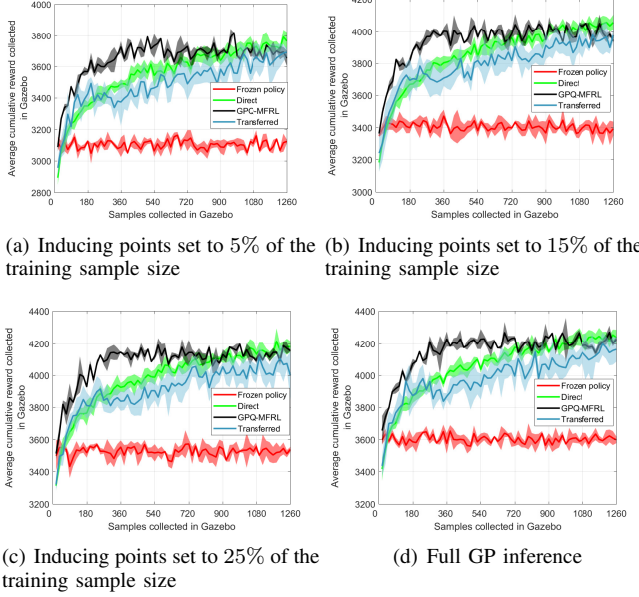 4000
3800
3600
3400
3200
3000
2800
Average cumulative reward collected
in Gazebo
Frozen policy
Direct
GPC-MFRL
Transferred
0 180 360 540 720 900 1080 1260
Samples collected in Gazebo
4200
4000
3800
3600
3400
3200
3000
Average cumulative reward collected
in Gazebo
Frozen policy
Direct
GPQ-MFRL
Transferred
0 180 360 540 720 900 1080 1260
Samples collected in Gazebo
(a) Inducing points set to 5% of the
training sample size
(b) Inducing points set to 15% of the
training sample size
4400
4200
4000
3800
3600
3400
3200
Average cumulative reward collected
in Gazebo
Frozen policy
Direct
GPQ-MFRL
Transferred
0 180 360 540 720 900 1080 1260
Samples collected in Gazebo
4400
4200
4000
3800
3600
3400
3200
Average cumulative reward collected
in Gazebo
Frozen policy
Direct
GPQ-MFRL
Transferred
0 180 360 540 720 900 1080 1260
Samples collected in Gazebo
(c) Inducing points set to 25% of the
training sample size
(d) Full GP inference